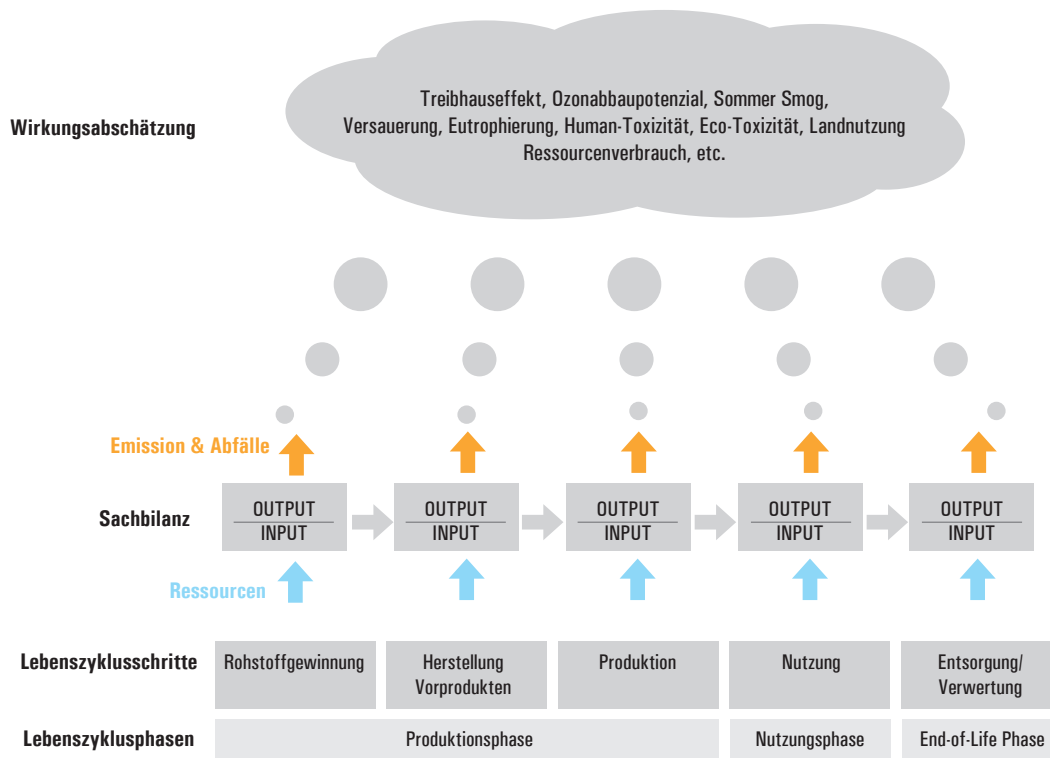 Treibhauseffekt, Ozonabbaupotenzial, Sommer Smog,
Wirkungsabschätzung
Versauerung, Eutrophierung, Human-Toxizität, Eco-Toxizität, Landnutzung
Ressourcenverbrauch, etc.
Emission & Abfälle
Sachbilanz
OUTPUT
INPUT
OUTPUT
INPUT
OUTPUT
INPUT
OUTPUT
INPUT
OUTPUT
INPUT
Ressourcen
Lebenszyklusschritte
Rohstoffgewinnung
Herstellung
Vorprodukten
Produktion
Nutzung
Entsorgung/
Verwertung
Lebenszyklusphasen
Produktionsphase
Nutzungsphase
End-of-Life Phase